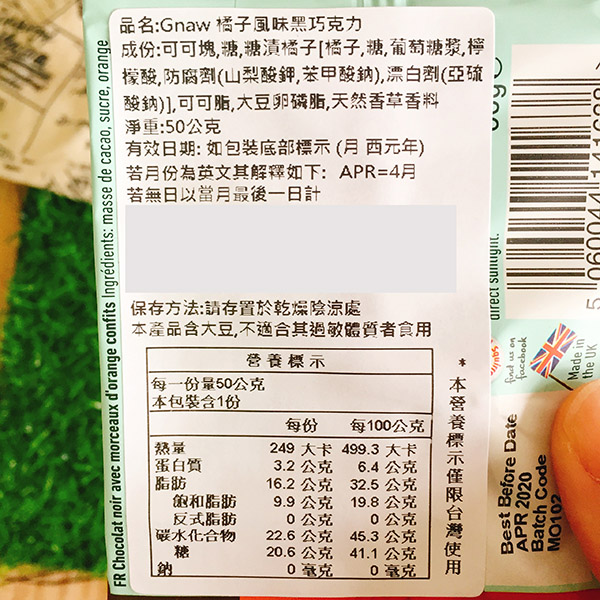 品名:Gnaw 橘子風味黑巧克力
成份:可可塊,糖,糖漬橘子[橘子,糖,葡萄糖漿,檸
檬酸,防腐劑(山梨酸鉀,苯甲酸鈉),漂白劑(亞硫
酸鈉)],可可脂,大豆卵磷脂,天然香草香料
淨重:50公克
有效日期: 如包裝底部標示 (月 西元年)
若月份為英文其解釋如下: APR=4月
若無日以當月最後一日計
保存方法:請存置於乾燥陰涼處
本產品含大豆,不適合其過敏體質者食用
營養標示
每一份量50公克
本包裝含1份
每份 每100公克
熱量 249 大卡 499.3 大卡
蛋白質 3.2 公克 6.4 公克
脂肪 16.2 公克 32.5 公克
飽和脂肪 9.9 公克 19.8 公克
反式脂肪 0 公克 0 公克
碳水化合物 22.6 公克 45.3 公克
糖 20.6 公克 41.1 公克
鈉 0 毫克 0 毫克
*本營養標示僅限台灣使用
FR Chocolat noir avec morceaux d'orange confits Ingrédients: masse de cacao, sucre, orange
direct sunlight.
find us on
facebook
Made in
the UK
Best Before Date
APR 2020
Batch Code
MO102